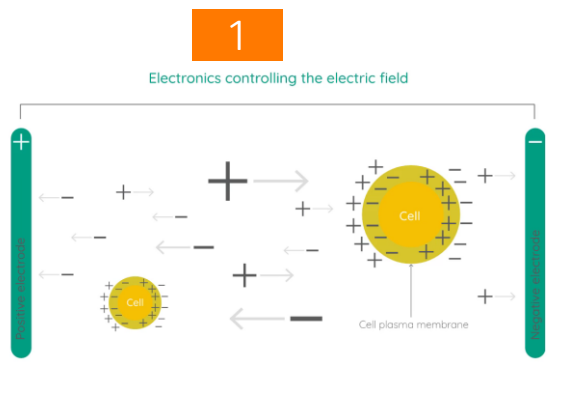 1
Electronics controlling the electric field
Positive electrode
Cell
Cell
Cell plasma membrane
Negative electrode